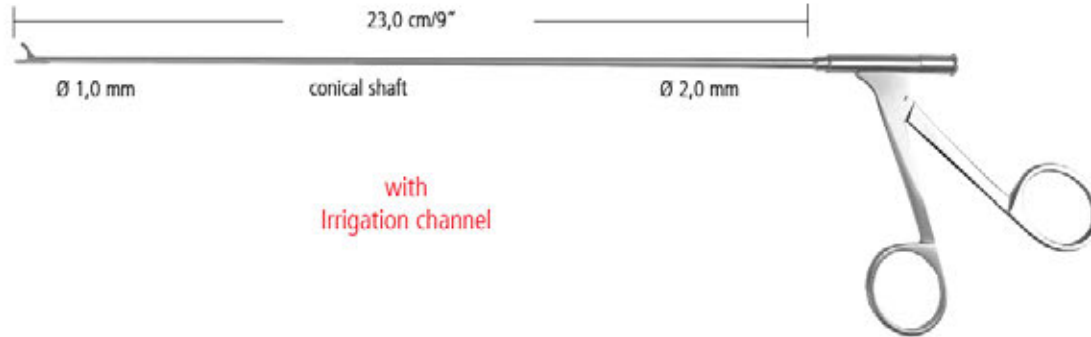 23,0 cm/9"
Ø 1,0 mm
conical shaft
Ø 2,0 mm
with
Irrigation channel